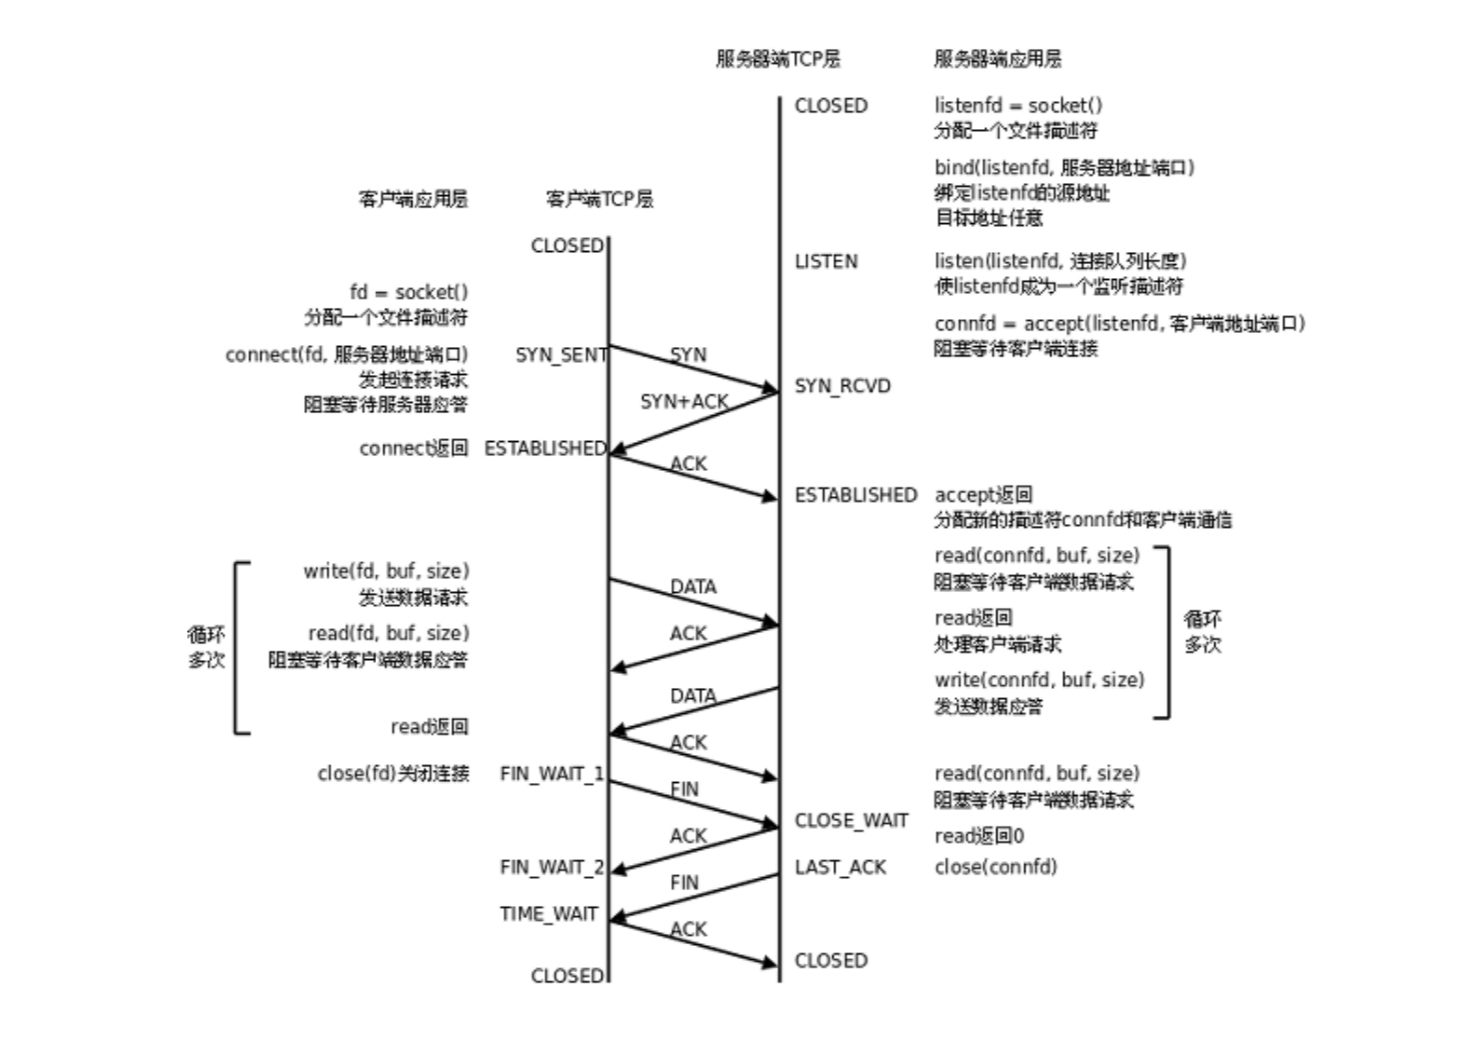 服务器端TCP层
服务器端应用层
CLOSED
listenfd = socket()
分配一个文件描述符
bind(listenfd, 服务器地址端口)
绑定listenfd的源地址
目标地址任意
客户端应用层
客户端TCP层
CLOSED
LISTEN
listen(listenfd, 连接队列长度)
使listenfd成为一个监听描述符
fd = socket()
分配一个文件描述符
connfd = accept(listenfd, 客户端地址端口)
阻塞等待客户端连接
connect(fd, 服务器地址端口)
发起连接请求
阻塞等待服务器应答
SYN_SENT
SYN
SYN_RCVD
SYN+ACK
connect返回
ESTABLISHED
ACK
ESTABLISHED
accept返回
分配新的描述符connfd和客户端通信
循环
多次
write(fd, buf, size)
发送数据请求
read(fd, buf, size)
阻塞等待客户端数据应答
read返回
DATA
ACK
DATA
ACK
read(connfd, buf, size)
阻塞等待客户端数据请求
read返回
处理客户端请求
write(connfd, buf, size)
发送数据应答
循环
多次
close(fd)关闭连接
FIN_WAIT_1
FIN
read(connfd, buf, size)
阻塞等待客户端数据请求
CLOSE_WAIT
read返回0
ACK
FIN_WAIT_2
LAST_ACK
close(connfd)
FIN
TIME_WAIT
ACK
CLOSED
CLOSED